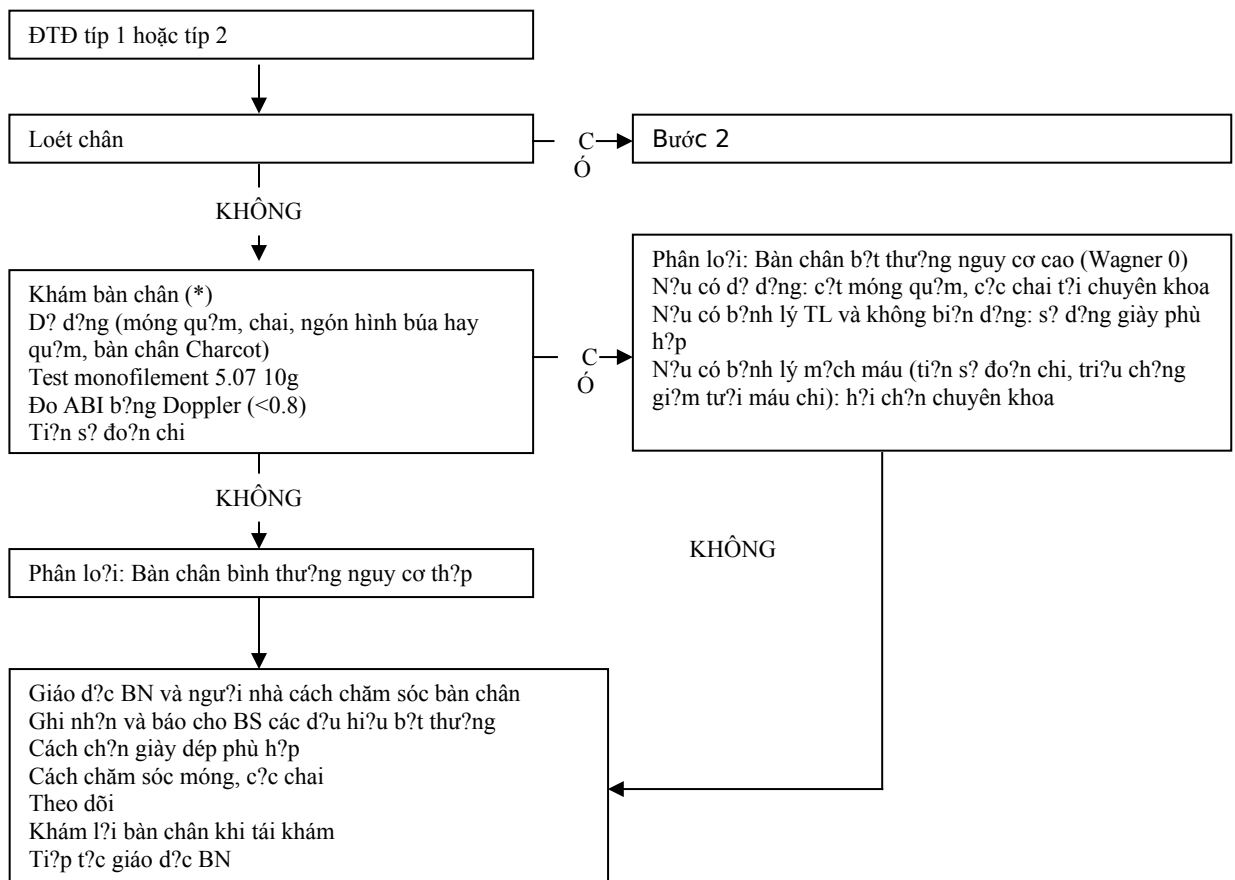 ĐTĐ típ 1 hoặc típ 2
Loét chân
C
Ó
Bước 2
KHÔNG
Khám bàn chân (*)
D? d?ng (móng qu?m, chai, ngón hình búa hay
qu?m, bàn chân Charcot)
Test monofilement 5.07 10g
Đo ABI b?ng Doppler (<0.8)
Ti?n s? đo?n chi
C
Ó
Phân lo?i: Bàn chân b?t thư?ng nguy cơ cao (Wagner 0)
N?u có d? d?ng: c?t móng qu?m, c?c chai t?i chuyên khoa
N?u có b?nh lý TL và không bi?n d?ng: s? d?ng giày phù
h?p
N?u có b?nh lý m?ch máu (ti?n s? đo?n chi, tri?u ch?ng
gi?m tư?i máu chi): h?i ch?n chuyên khoa
KHÔNG
KHÔNG
Phân lo?i: Bàn chân bình thư?ng nguy cơ th?p
Giáo d?c BN và ngư?i nhà cách chăm sóc bàn chân
Ghi nh?n và báo cho BS các d?u hi?u b?t thư?ng
Cách ch?n giày dép phù h?p
Cách chăm sóc móng, c?c chai
Theo dõi
Khám l?i bàn chân khi tái khám
Ti?p t?c giáo d?c BN